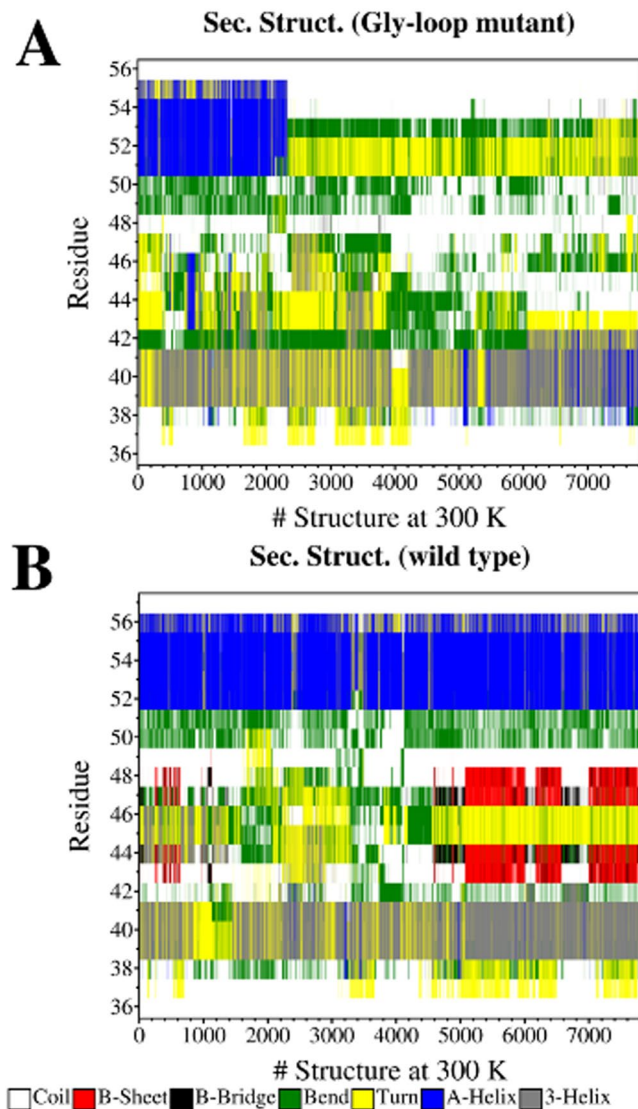 A
Sec. Struct. (Gly-loop mutant)
56
54
52
50
48
46
44
42
40
38
36
Residue
0 1000 2000 3000 4000 5000 6000 7000
# Structure at 300 K
B
Sec. Struct. (wild type)
56
54
52
50
48
46
44
42
40
38
36
Residue
0 1000 2000 3000 4000 5000 6000 7000
# Structure at 300 K
Coil B-Sheet B-Bridge Bend Turn A-Helix 3-Helix